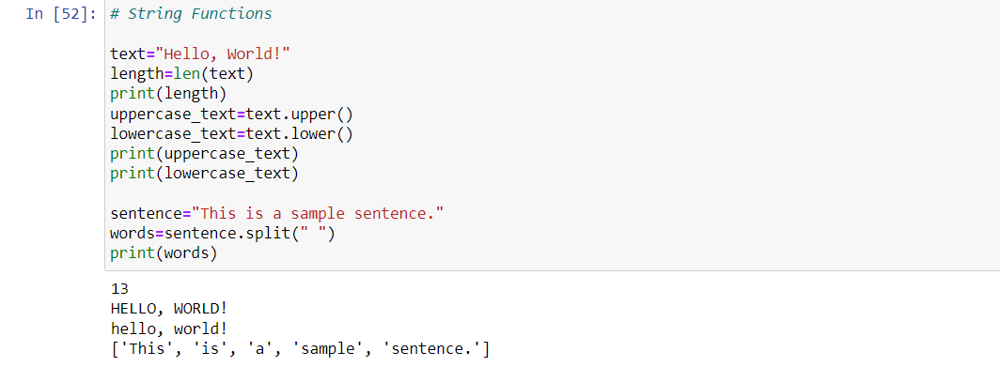 In [52]: # String Functions
text="Hello, World!"
length=len(text)
print(length)
uppercase_text=text.upper()
lowercase_text=text.lower()
print(uppercase_text)
print(lowercase_text)
sentence="This is a sample sentence."
words=sentence.split(" ")
print(words)
13
HELLO, WORLD!
hello, world!
['This', 'is', 'a', 'sample', 'sentence.']